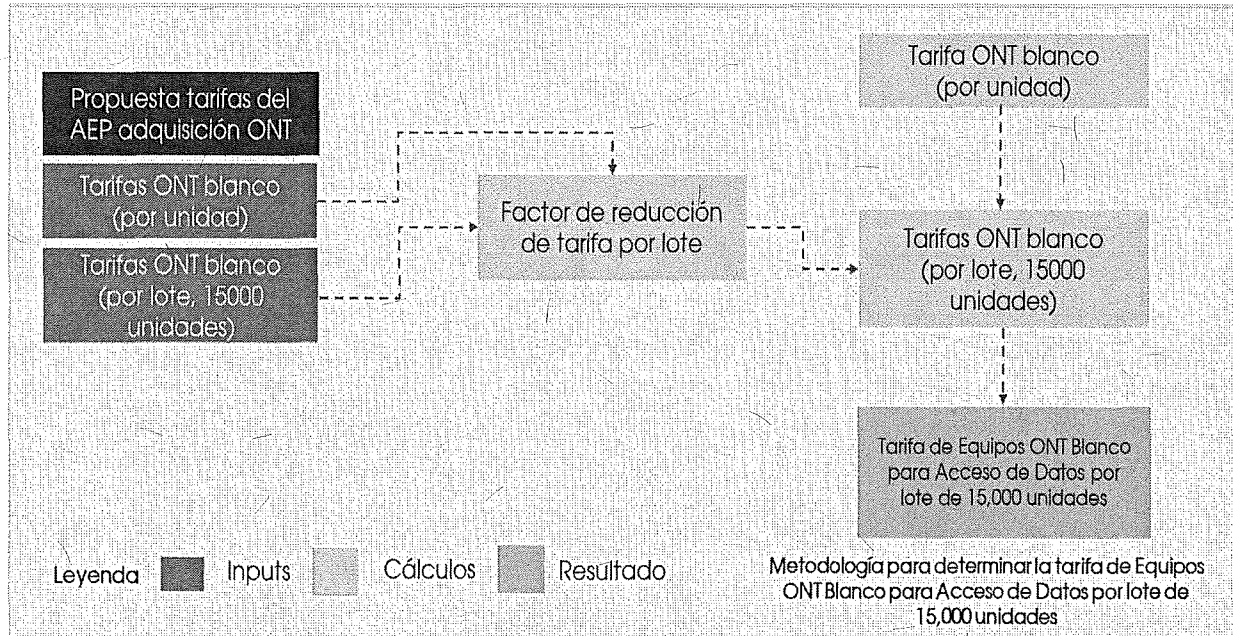 Propuesta tarifas del
AEP adquisición ONT
Tarifas ONT blanco
(por unidad)
Tarifas ONT blanco
(por lote, 15000
unidades)
Factor de reducción
de tarifa por lote
Tarifa ONT blanco
(por unidad)
Tarifas ONT blanco
(por lote, 15000
unidades)
Tarifa de Equipos ONT Blanco
para Acceso de Datos por
lote de 15,000 unidades
Leyenda Inputs Cálculos Resultado
Metodología para determinar la tarifa de Equipos
ONT Blanco para Acceso de Datos por lote de
15,000 unidades